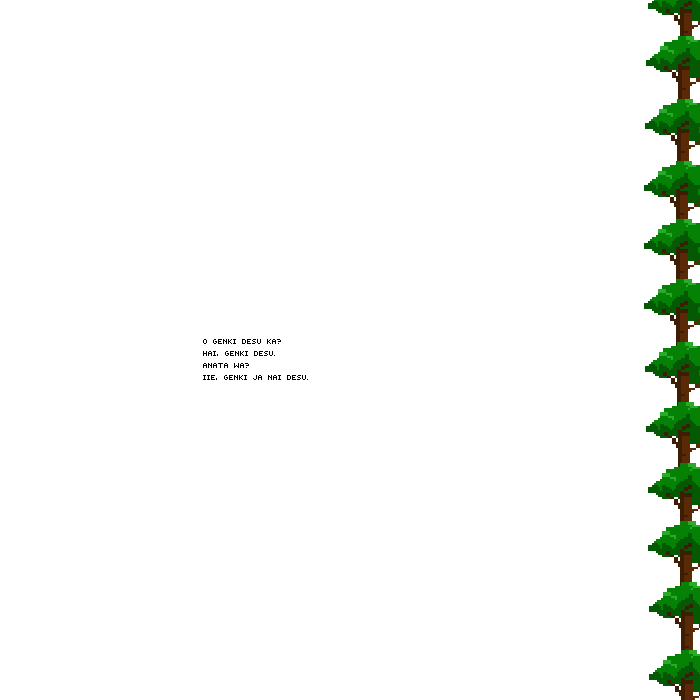 O GENKI DESU KA?
HAI, GENKI DESU.
ANATA WA?
IIE, GENKI JA NAI DESU.